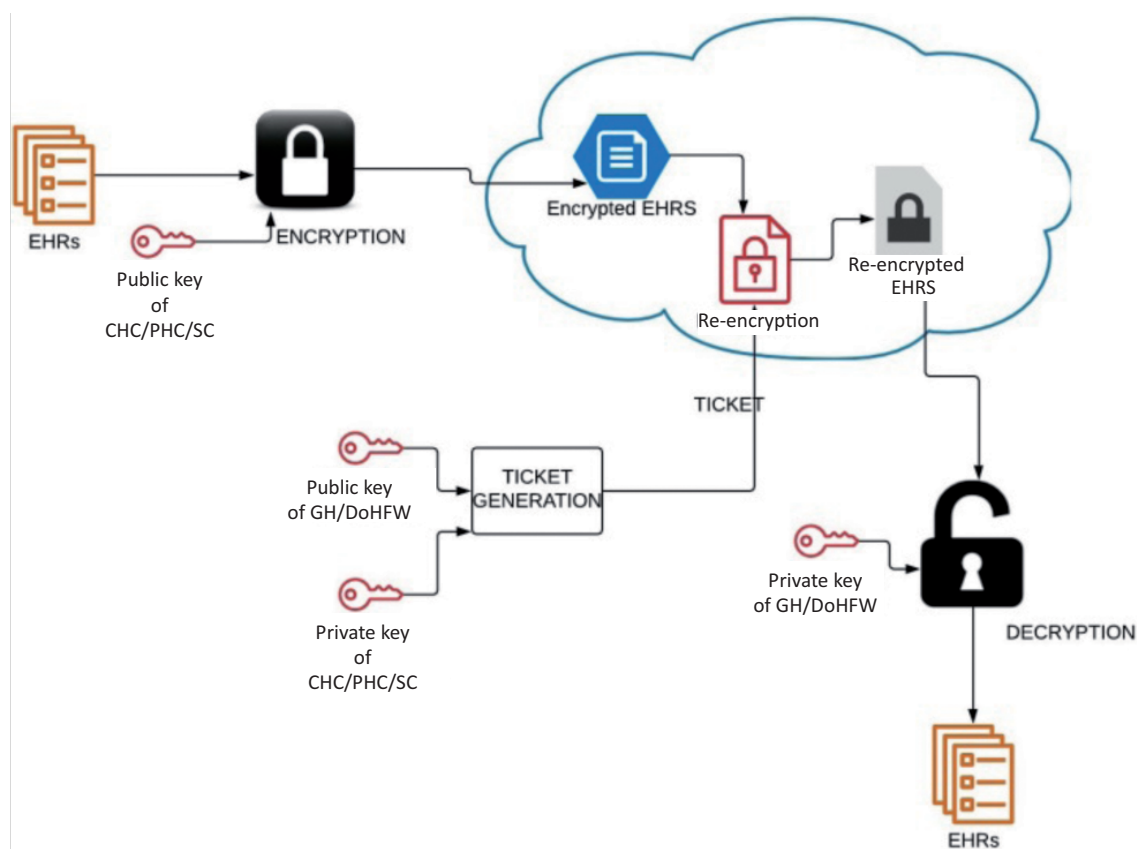 EHRs
Public key
of
CHC/PHC/SC
ENCRYPTION
Encrypted EHRS
Re-encryption
Re-encrypted
EHRS
TICKET
Public key
of GH/DoHFW
TICKET
GENERATION
Private key
of
CHC/PHC/SC
Private key
of GH/DoHFW
DECRYPTION
EHRs